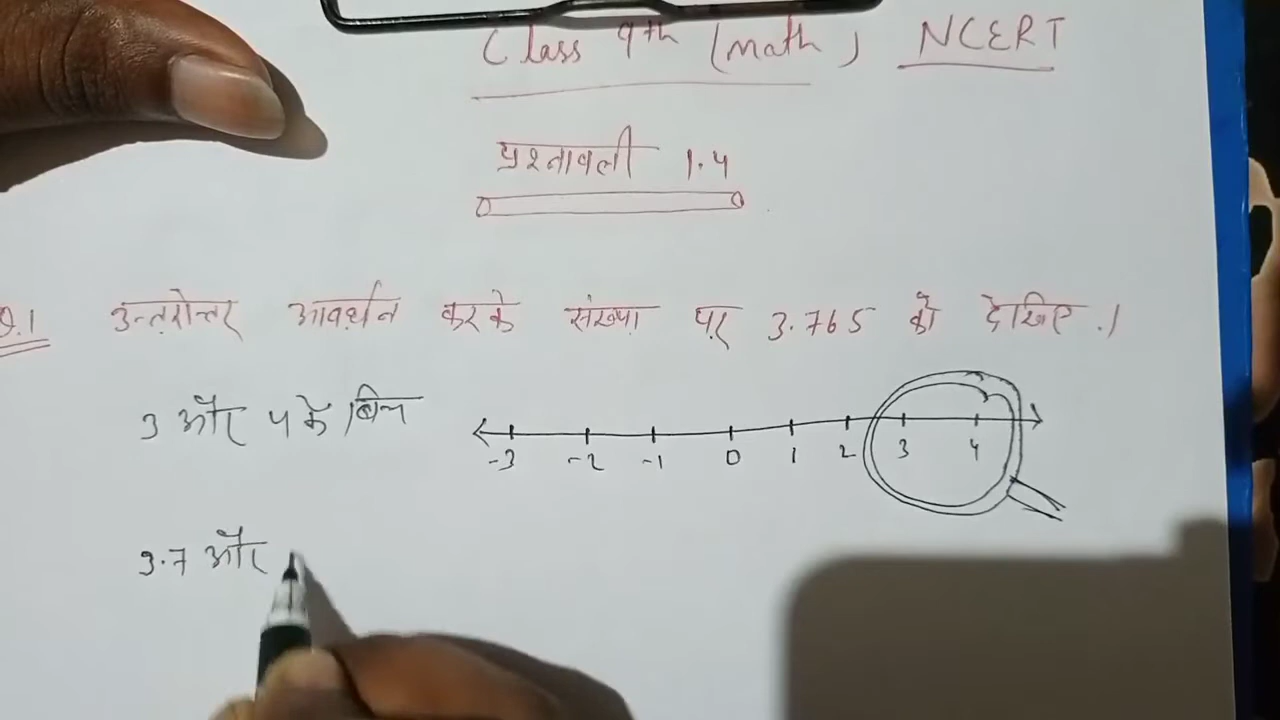 Class 9th (math) NCERT
प्रश्नावली 1.4
Q.1 उत्तरोत्तर आवर्धन करके संख्या पर 3.765 को देखिए.।
3 और 4 के बिच
-3 -2 -1 0 1 2 3 4
3.7 और